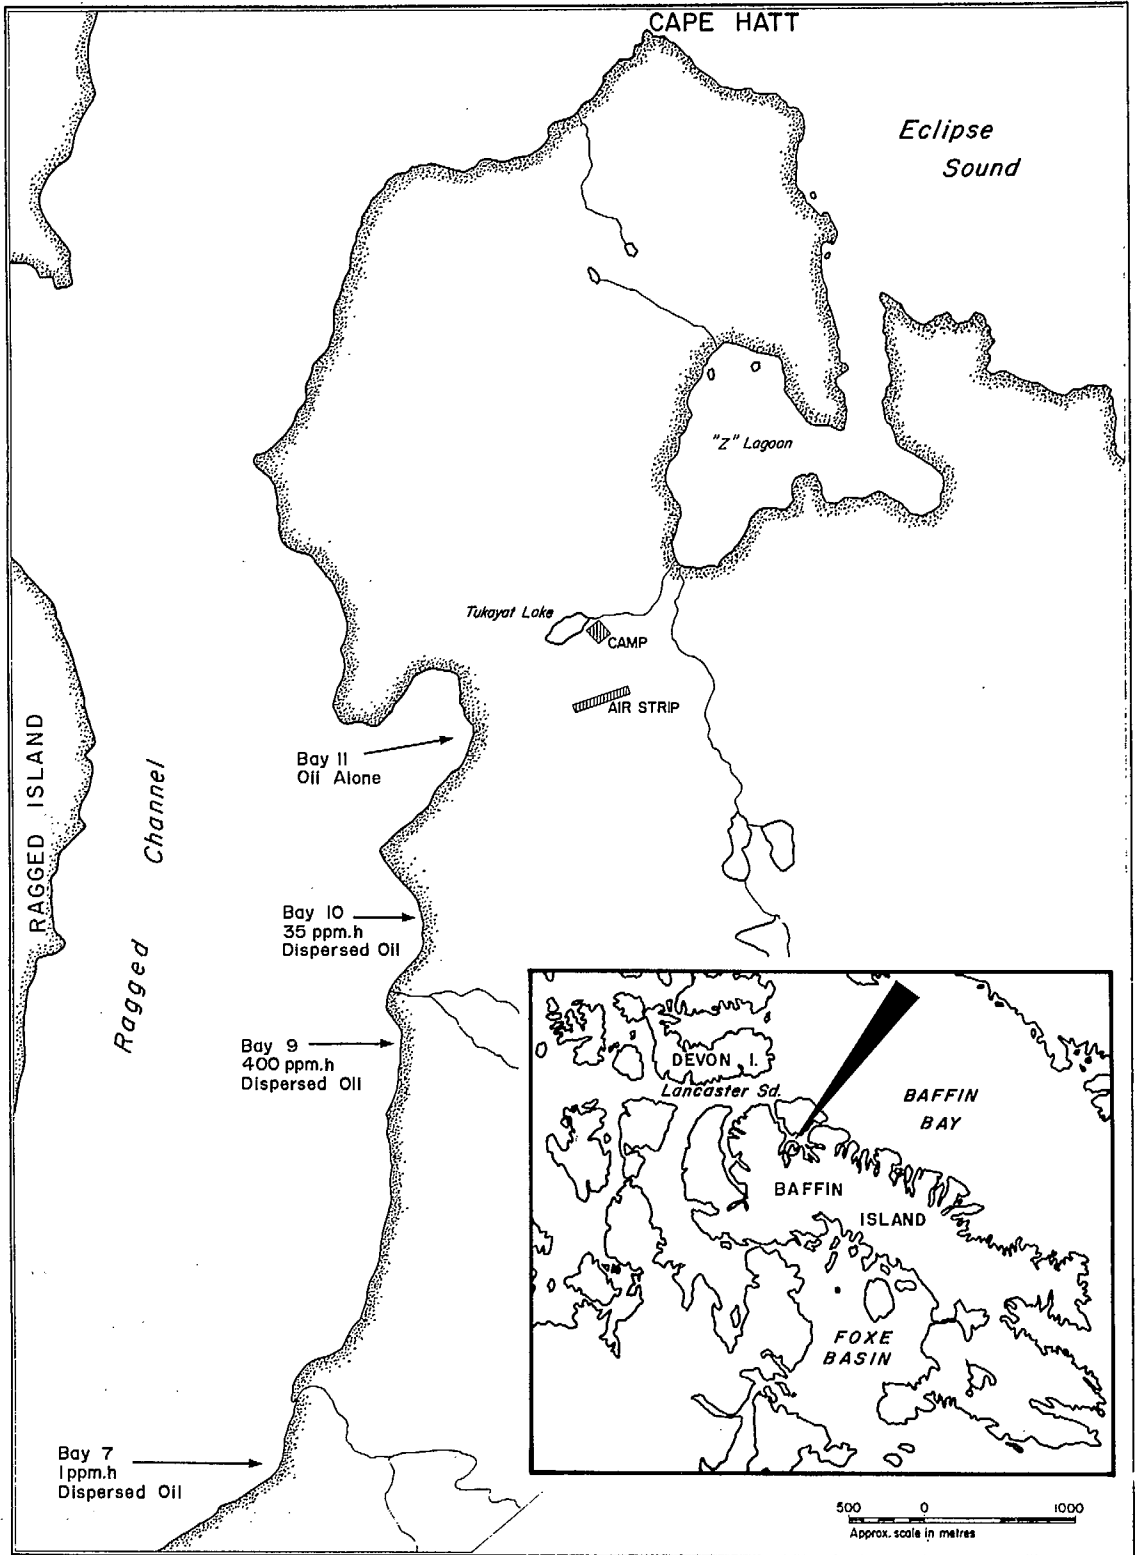 CAPE HATT
Eclipse
Sound
"Z" Lagoon
Tukayat Lake
CAMP
AIR STRIP
RAGGED ISLAND
Ragged Channel
Bay 11
Oil Alone
Bay 10
35 ppm.h
Dispersed Oil
Bay 9
400 ppm.h
Dispersed Oil
Bay 7
1 ppm.h
Dispersed Oil
DEVON I.
Lancaster Sd.
BAFFIN
BAY
BAFFIN
ISLAND
FOXE
BASIN
500 0 1000
Approx. scale in metres